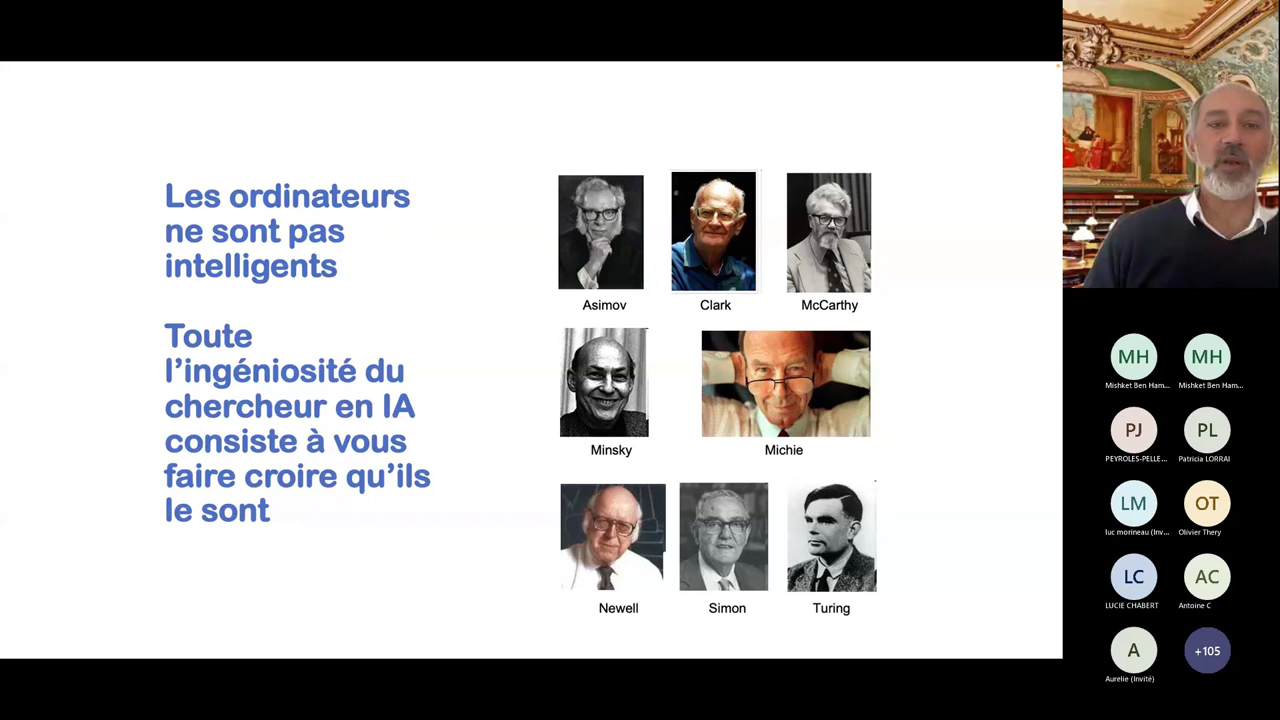 Les ordinateurs
ne sont pas
intelligents
Toute
l’ingéniosité du
chercheur en IA
consiste à vous
faire croire qu’ils
le sont
Asimov
Clark
McCarthy
Minsky
Michie
Newell
Simon
Turing
MH
MH
Mishket Ben Ham...
Mishket Ben Ham...
PJ
PL
PEYROLES-PELLE...
Patricia LORRAI
LM
OT
luc morineau (Inv...
Olivier Thery
LC
AC
LUCIE CHABERT
Antoine C
A
+105
Aurelie (Invité)